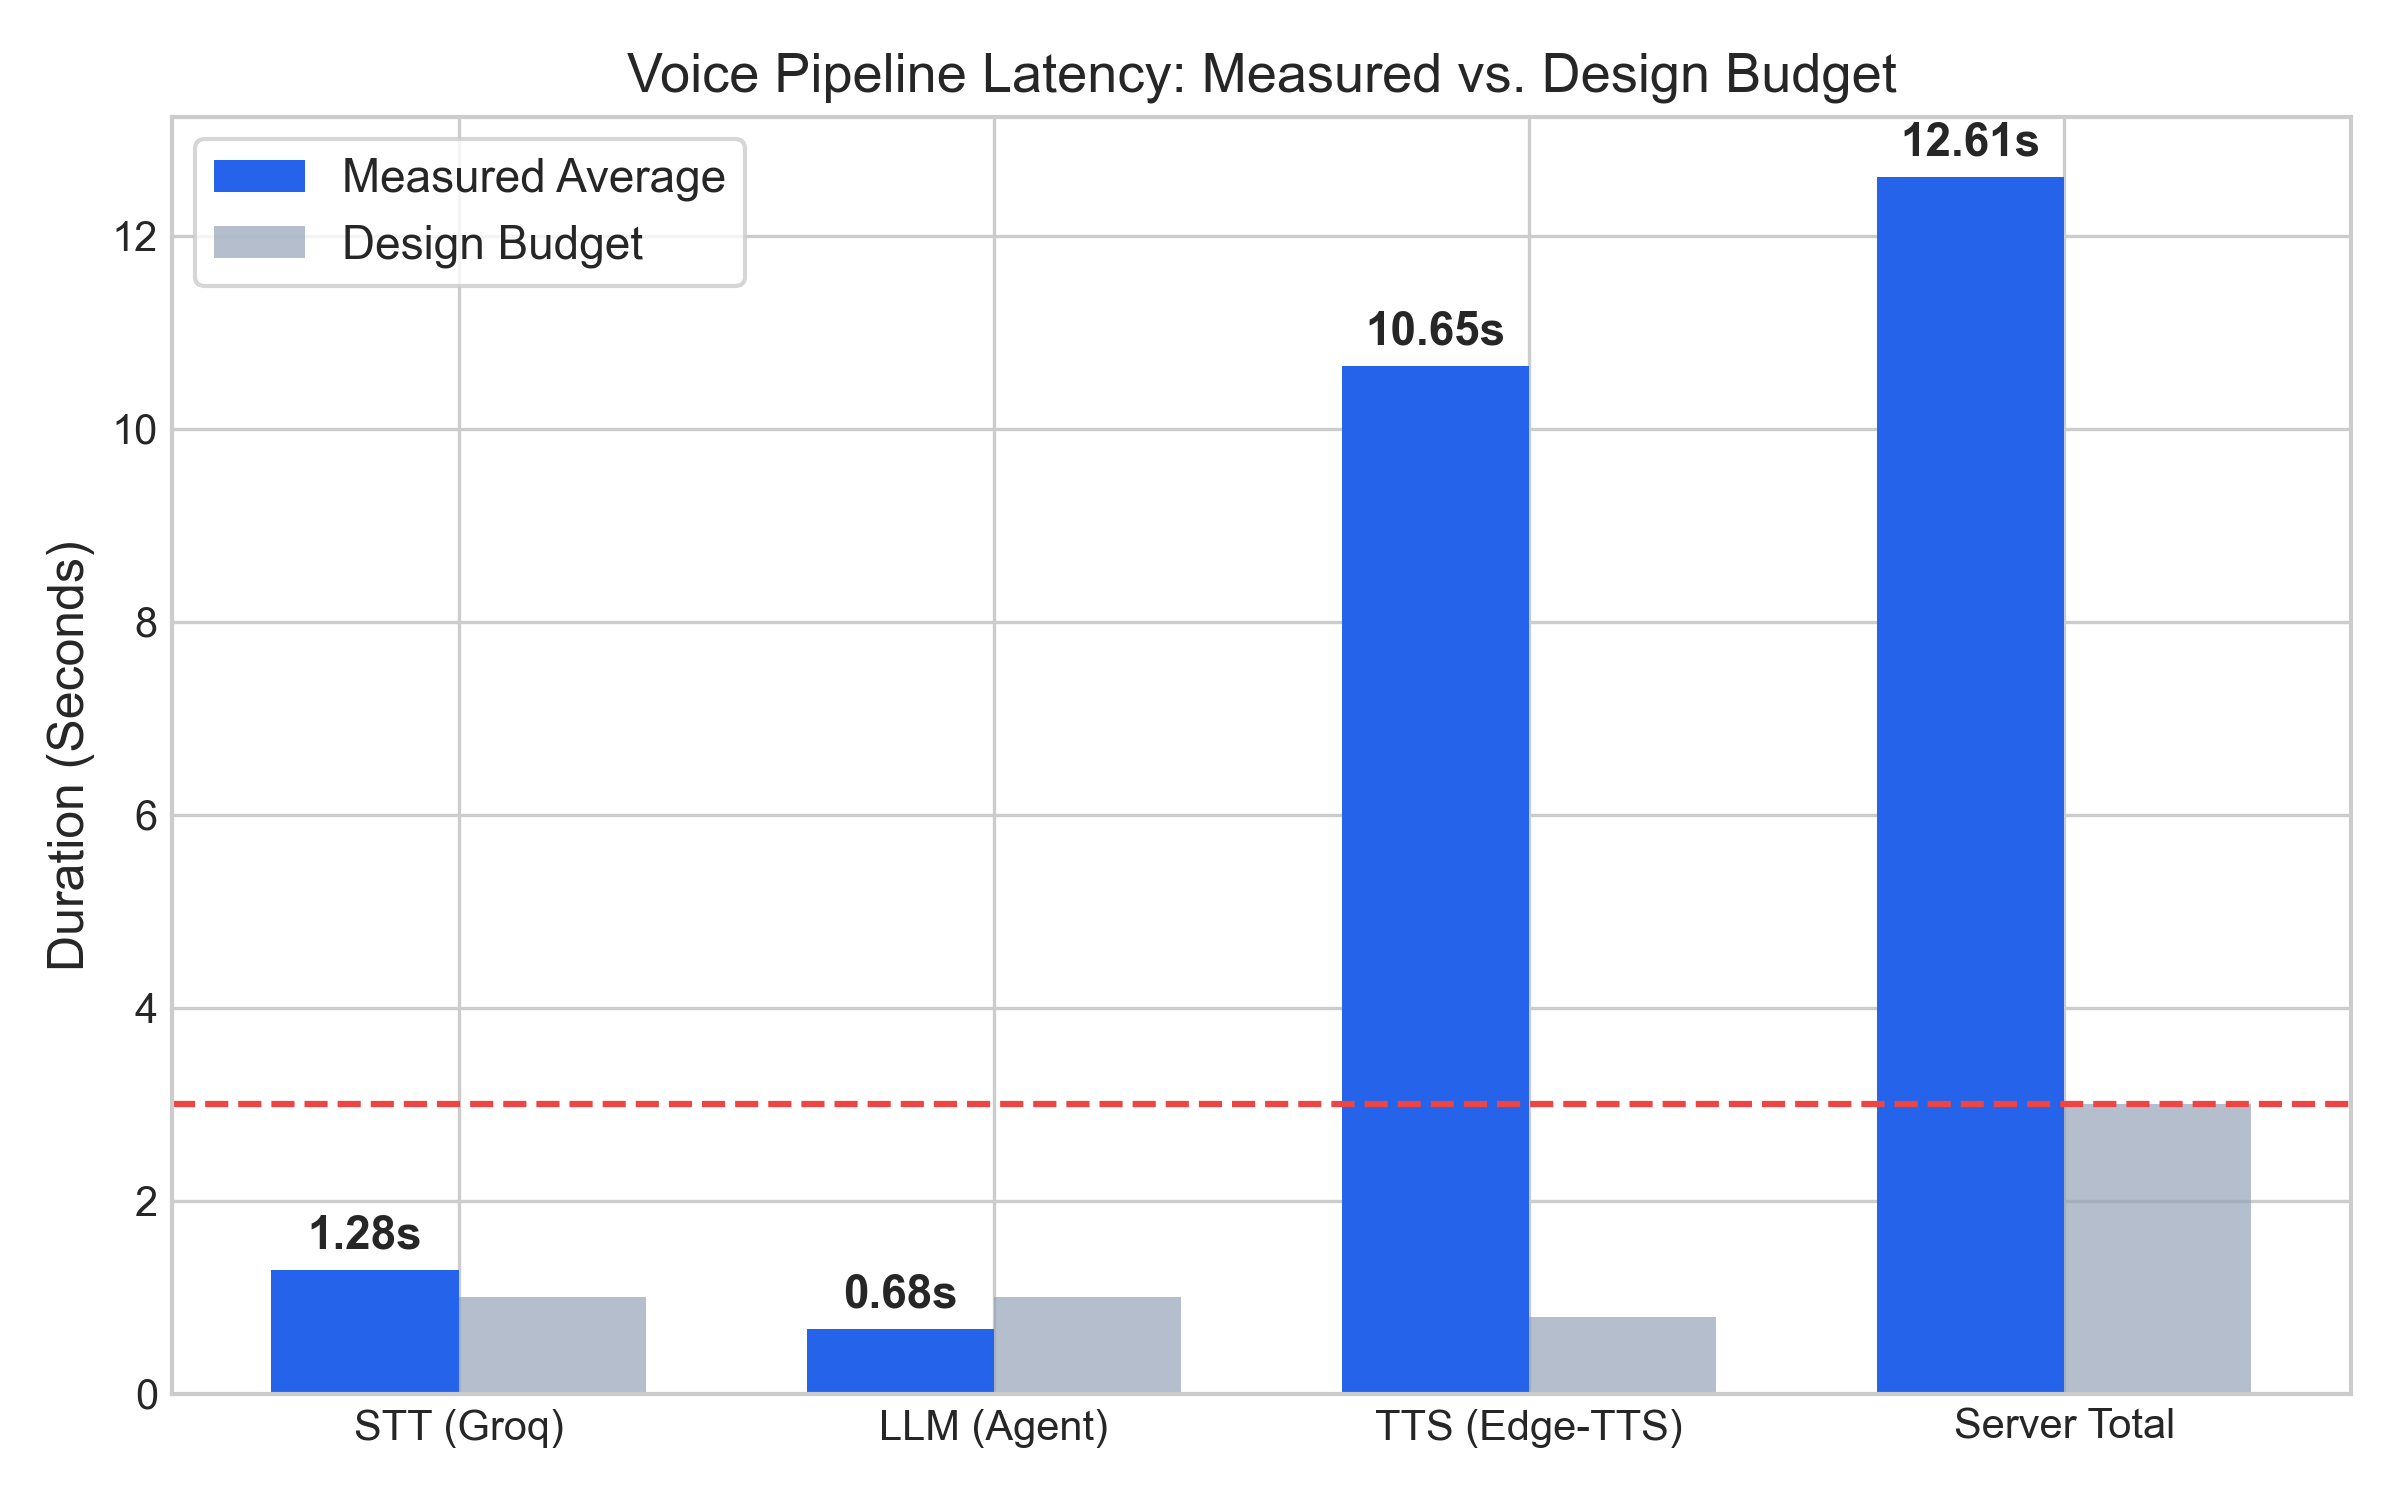 Voice Pipeline Latency: Measured vs. Design Budget
Measured Average
Design Budget
Duration (Seconds)
12
10
8
6
4
2
0
1.28s
0.68s
10.65s
12.61s
STT (Groq)
LLM (Agent)
TTS (Edge-TTS)
Server Total